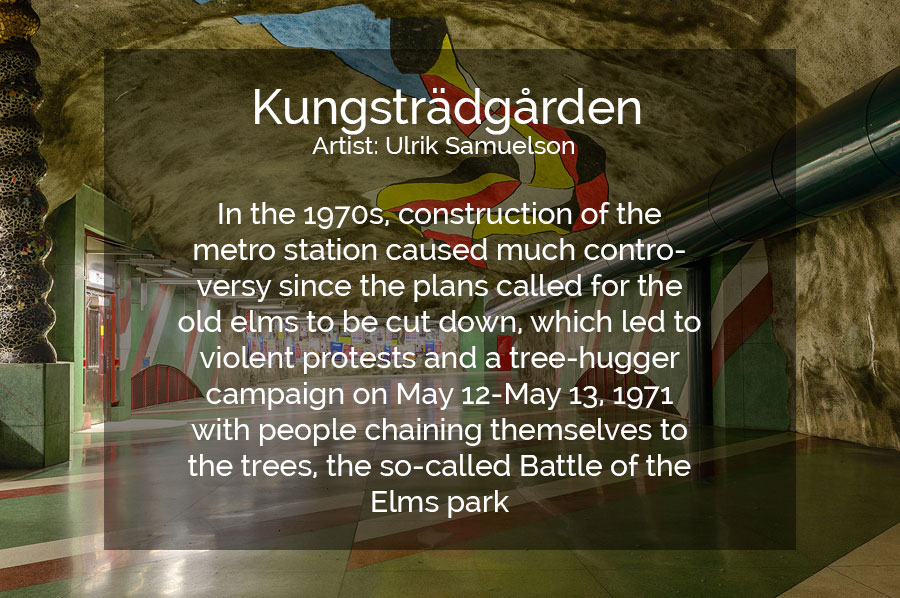 Kungsträdgården
Artist: Ulrik Samuelson
In the 1970s, construction of the
metro station caused much contro-
versy since the plans called for the
old elms to be cut down, which led to
violent protests and a tree-hugger
campaign on May 12-May 13, 1971
with people chaining themselves to
the trees, the so-called Battle of the
Elms park